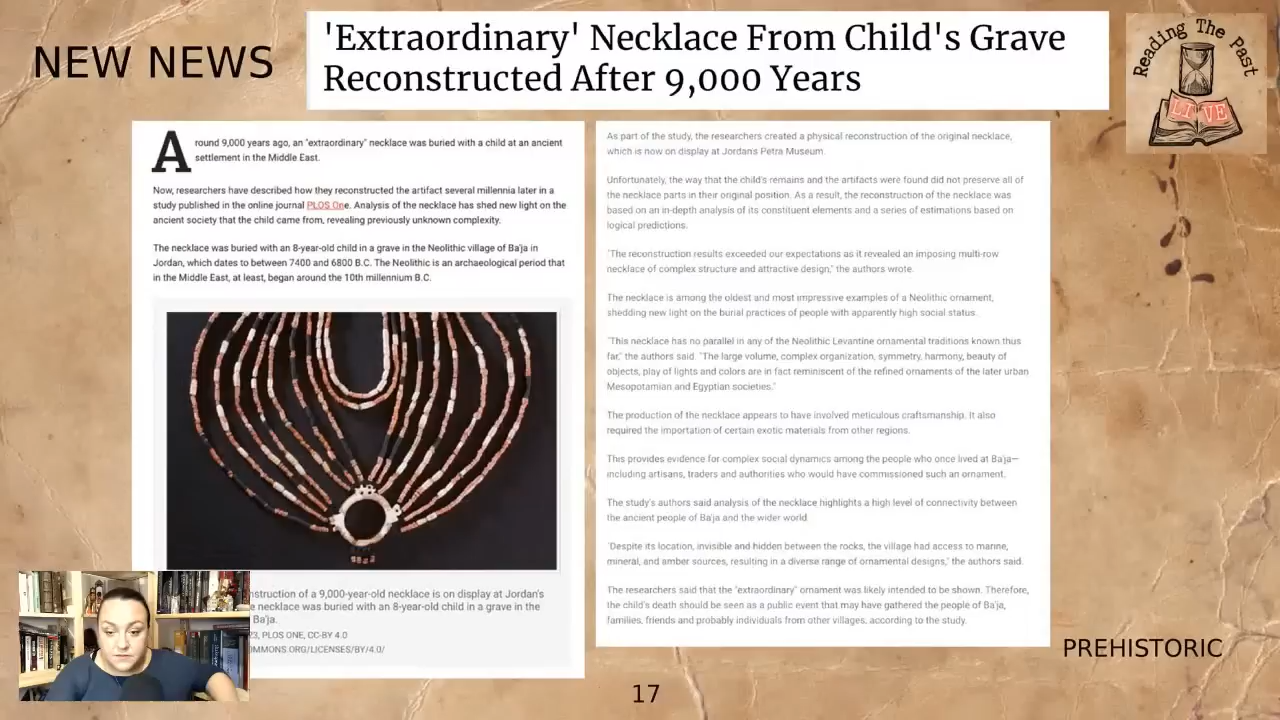 NEW NEWS
'Extraordinary' Necklace From Child's Grave
Reconstructed After 9,000 Years
Reading The Past
LIVE
Around 9,000 years ago, an "extraordinary" necklace was buried with a child at an ancient
settlement in the Middle East.
Now, researchers have described how they reconstructed the artifact several millennia later in a
study published in the online journal PLOS One. Analysis of the necklace has shed new light on the
ancient society that the child came from, revealing previously unknown complexity.
The necklace was buried with an 8-year-old child in a grave in the Neolithic village of Ba'ja in
Jordan, which dates to between 7400 and 6800 B.C. The Neolithic is an archaeological period that
in the Middle East, at least, began around the 10th millennium B.C.
nstruction of a 9,000-year-old necklace is on display at Jordan's
e necklace was buried with an 8-year-old child in a grave in the
Ba'ja.
23, PLOS ONE, CC-BY 4.0
OMMONS.ORG/LICENSES/BY/4.0/
As part of the study, the researchers created a physical reconstruction of the original necklace,
which is now on display at Jordan's Petra Museum.
Unfortunately, the way that the child's remains and the artifacts were found did not preserve all of
the necklace parts in their original position. As a result, the reconstruction of the necklace was
based on an in-depth analysis of its constituent elements and a series of estimations based on
logical predictions.
"The reconstruction results exceeded our expectations as it revealed an imposing multi-row
necklace of complex structure and attractive design," the authors wrote.
The necklace is among the oldest and most impressive examples of a Neolithic ornament,
shedding new light on the burial practices of people with apparently high social status.
"This necklace has no parallel in any of the Neolithic Levantine ornamental traditions known thus
far," the authors said. "The large volume, complex organization, symmetry, harmony, beauty of
objects, play of lights and colors are in fact reminiscent of the refined ornaments of the later urban
Mesopotamian and Egyptian societies."
The production of the necklace appears to have involved meticulous craftsmanship. It also
required the importation of certain exotic materials from other regions.
This provides evidence for complex social dynamics among the people who once lived at Ba'ja—
including artisans, traders and authorities who would have commissioned such an ornament.
The study's authors said analysis of the necklace highlights a high level of connectivity between
the ancient people of Ba'ja and the wider world.
"Despite its location, invisible and hidden between the rocks, the village had access to marine,
mineral, and amber sources, resulting in a diverse range of ornamental designs," the authors said.
The researchers said that the "extraordinary" ornament was likely intended to be shown. Therefore,
the child's death should be seen as a public event that may have gathered the people of Ba'ja,
families, friends and probably individuals from other villages, according to the study.
PREHISTORIC
17